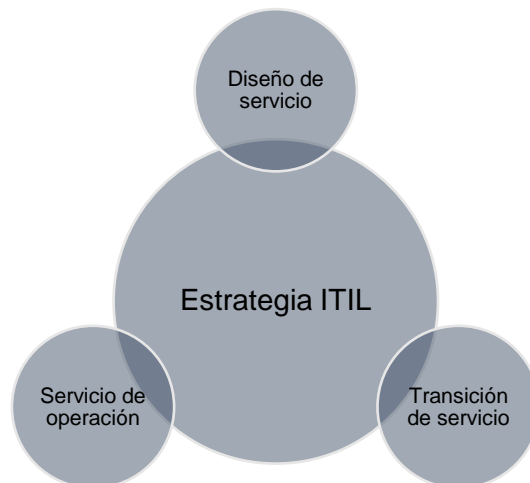 Diseño de
servicio
Estrategia ITIL
Servicio de
operación
Transición
de servicio